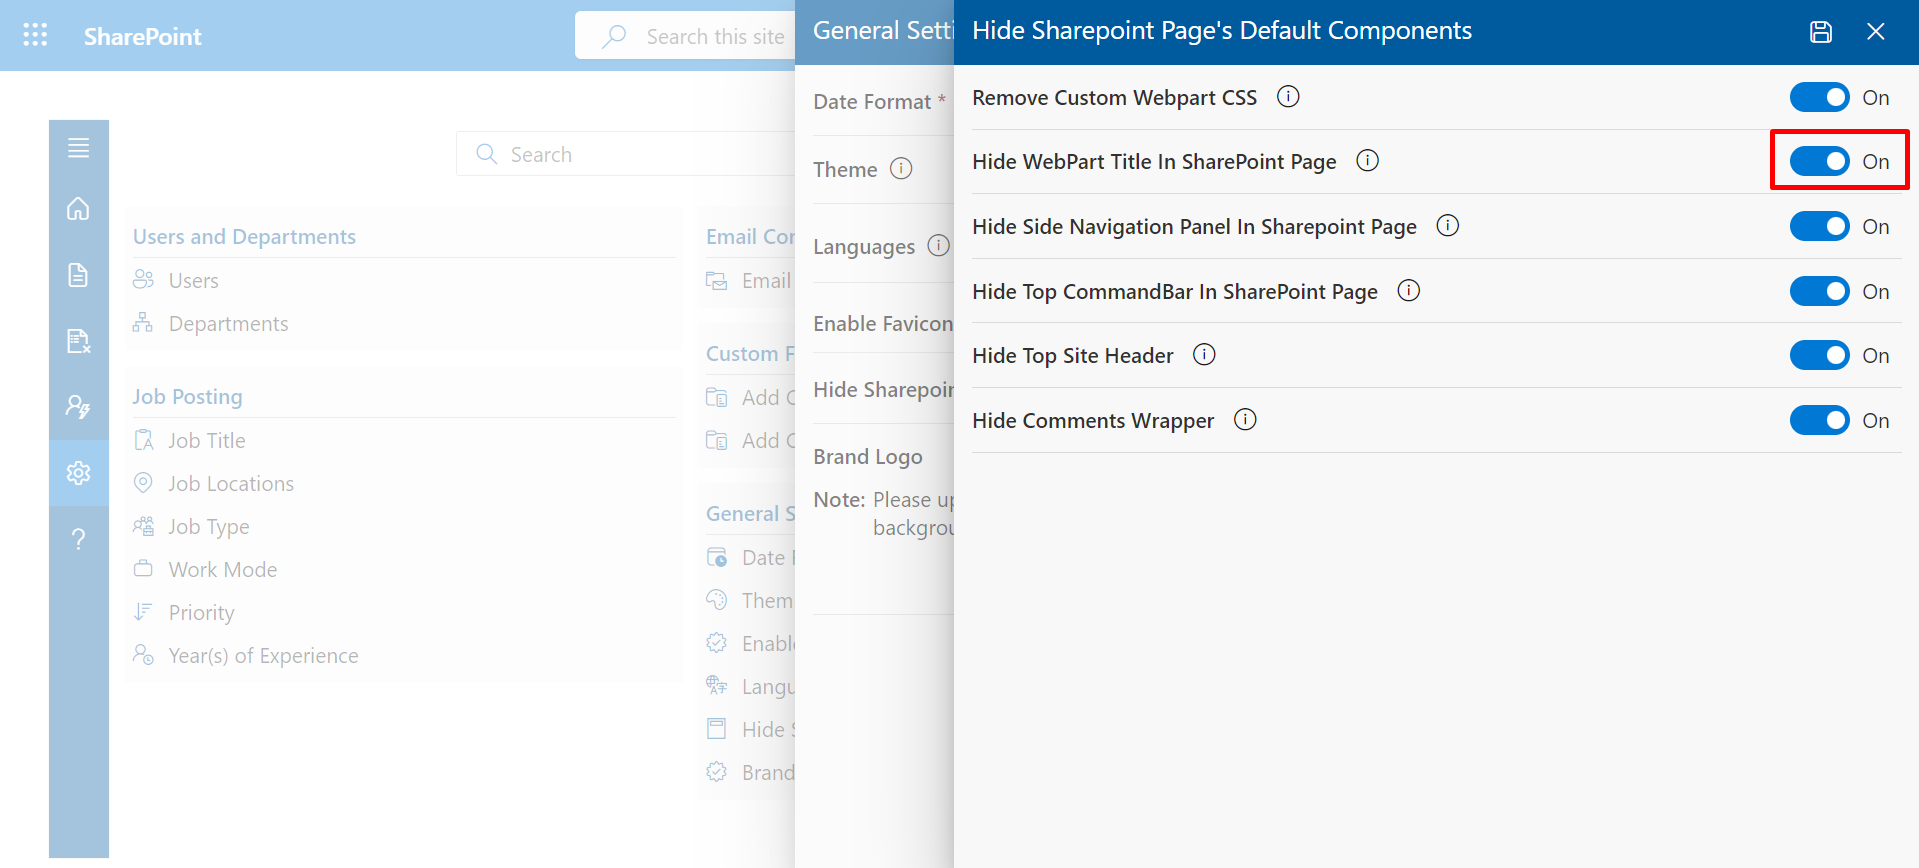 SharePoint
Search this site
Search
Users and Departments
Users
Departments
Job Posting
Job Title
Job Locations
Job Type
Work Mode
Priority
Year(s) of Experience
Email Cor
Email
Custom F
Add C
Add C
General S
Date
Them
Enabl
Langu
Hide S
Brand
General Setti
Date Format *
Theme
Languages
Enable Favicon
Hide Sharepoin
Brand Logo
Note: Please up
backgrou
Hide Sharepoint Page's Default Components
Remove Custom Webpart CSS On
Hide WebPart Title In SharePoint Page On
Hide Side Navigation Panel In Sharepoint Page On
Hide Top CommandBar In SharePoint Page On
Hide Top Site Header On
Hide Comments Wrapper On